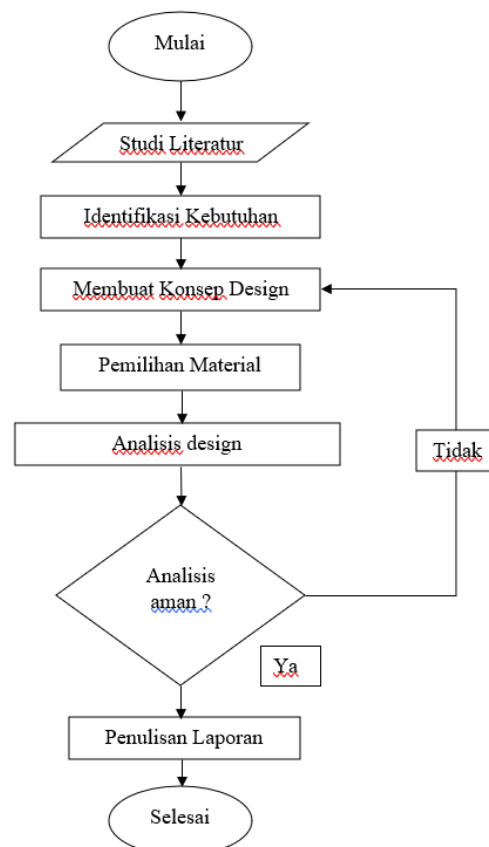 Mulai
Studi Literatur
Identifikasi Kebutuhan
Membuat Konsep Design
Pemilihan Material
Analisis design
Tidak
Analisis
aman ?
Ya
Penulisan Laporan
Selesai